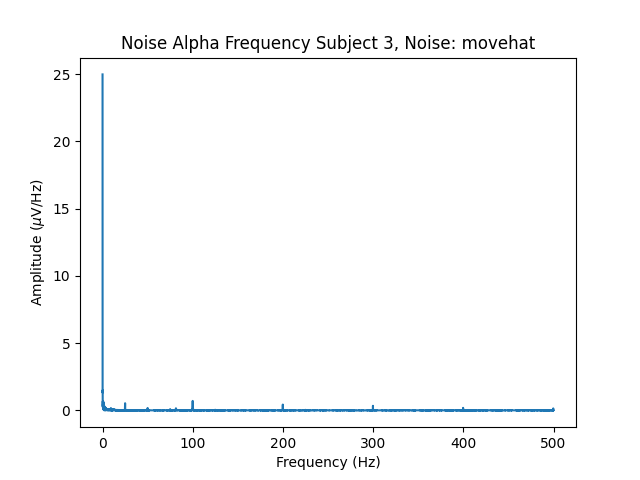 Noise Alpha Frequency Subject 3, Noise: movehat
25
20
15
10
5
0
Amplitude (μV/Hz)
0 100 200 300 400 500
Frequency (Hz)